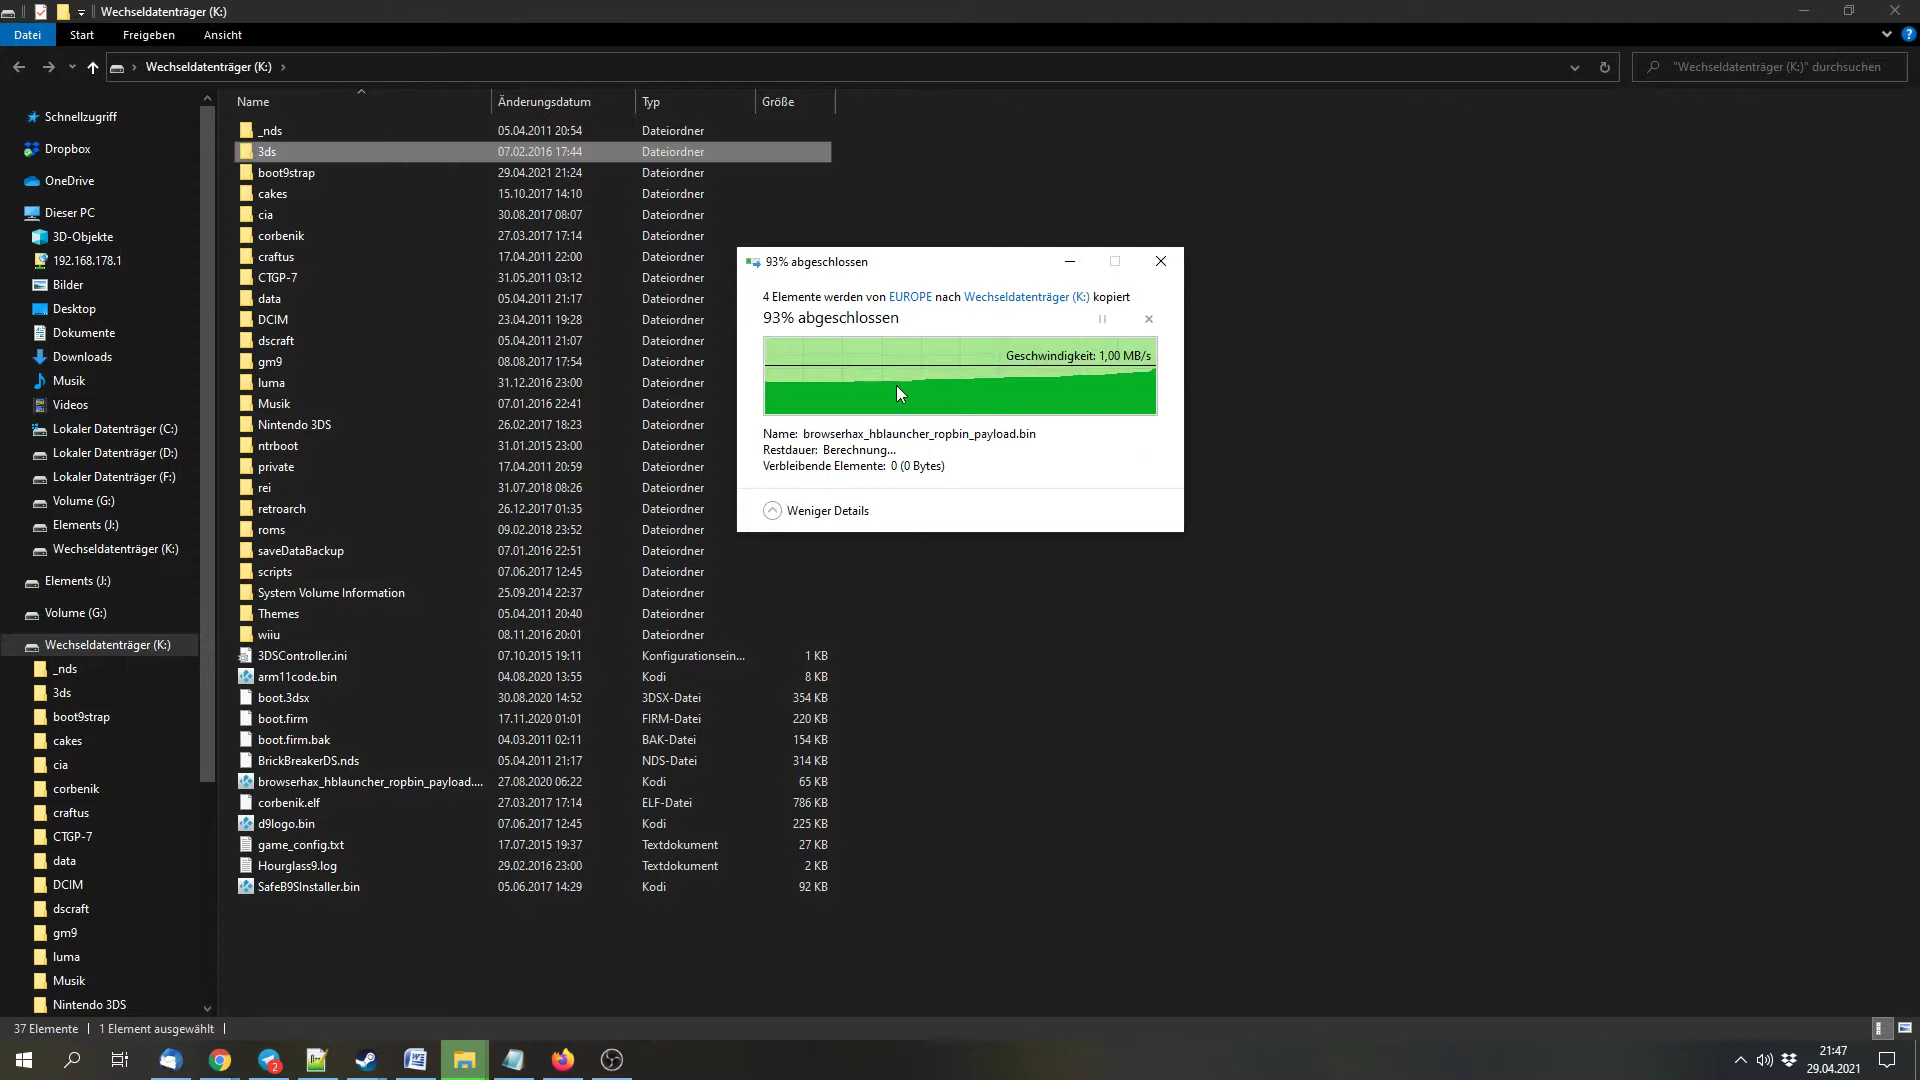 Wechseldatenträger (K:)
Datei Start Freigeben Ansicht
Wechseldatenträger (K:)
"Wechseldatenträger (K:)" durchsuchen
Schnellzugriff
Dropbox
OneDrive
Dieser PC
3D-Objekte
192.168.178.1
Bilder
Desktop
Dokumente
Downloads
Musik
Videos
Lokaler Datenträger (C:)
Lokaler Datenträger (D:)
Lokaler Datenträger (F:)
Volume (G:)
Elements (J:)
Wechseldatenträger (K:)
Elements (J:)
Volume (G:)
Wechseldatenträger (K:)
_nds
3ds
boot9strap
cakes
cia
corbenik
craftus
CTGP-7
data
DCIM
dscraft
gm9
luma
Musik
Nintendo 3DS
Name Änderungsdatum Typ Größe
_nds 05.04.2011 20:54 Dateiordner
3ds 07.02.2016 17:44 Dateiordner
boot9strap 29.04.2021 21:24 Dateiordner
cakes 15.10.2017 14:10 Dateiordner
cia 30.08.2017 08:07 Dateiordner
corbenik 27.03.2017 17:14 Dateiordner
craftus 17.04.2011 22:00 Dateiordner
CTGP-7 31.05.2011 03:12 Dateiordner
data 05.04.2011 21:17 Dateiordner
DCIM 23.04.2011 19:28 Dateiordner
dscraft 05.04.2011 21:07 Dateiordner
gm9 08.08.2017 17:54 Dateiordner
luma 31.12.2016 23:00 Dateiordner
Musik 07.01.2016 22:41 Dateiordner
Nintendo 3DS 26.02.2017 18:23 Dateiordner
ntrboot 31.01.2015 23:00 Dateiordner
private 17.04.2011 20:59 Dateiordner
rei 31.07.2018 08:26 Dateiordner
retroarch 26.12.2017 01:35 Dateiordner
roms 09.02.2018 23:52 Dateiordner
saveDataBackup 07.01.2016 22:51 Dateiordner
scripts 07.06.2017 12:45 Dateiordner
System Volume Information 25.09.2014 22:37 Dateiordner
Themes 05.04.2011 20:40 Dateiordner
wiiu 08.11.2016 20:01 Dateiordner
3DSController.ini 07.10.2015 19:11 Konfigurationsein... 1 KB
arm11code.bin 04.08.2020 13:55 Kodi 8 KB
boot.3dsx 30.08.2020 14:52 3DSX-Datei 354 KB
boot.firm 17.11.2020 01:01 FIRM-Datei 220 KB
boot.firm.bak 04.03.2011 02:11 BAK-Datei 154 KB
BrickBreakerDS.nds 05.04.2011 21:17 NDS-Datei 314 KB
browserhax_hblauncher_ropbin_payload.... 27.08.2020 06:22 Kodi 65 KB
corbenik.elf 27.03.2017 17:14 ELF-Datei 786 KB
d9logo.bin 07.06.2017 12:45 Kodi 225 KB
game_config.txt 17.07.2015 19:37 Textdokument 27 KB
Hourglass9.log 29.02.2016 23:00 Textdokument 2 KB
SafeB9SInstaller.bin 05.06.2017 14:29 Kodi 92 KB
93% abgeschlossen
4 Elemente werden von EUROPE nach Wechseldatenträger (K:) kopiert
93% abgeschlossen
Geschwindigkeit: 1,00 MB/s
Name: browserhax_hblauncher_ropbin_payload.bin
Restdauer: Berechnung...
Verbleibende Elemente: 0 (0 Bytes)
Weniger Details
37 Elemente 1 Element ausgewählt
2
21:47
29.04.2021